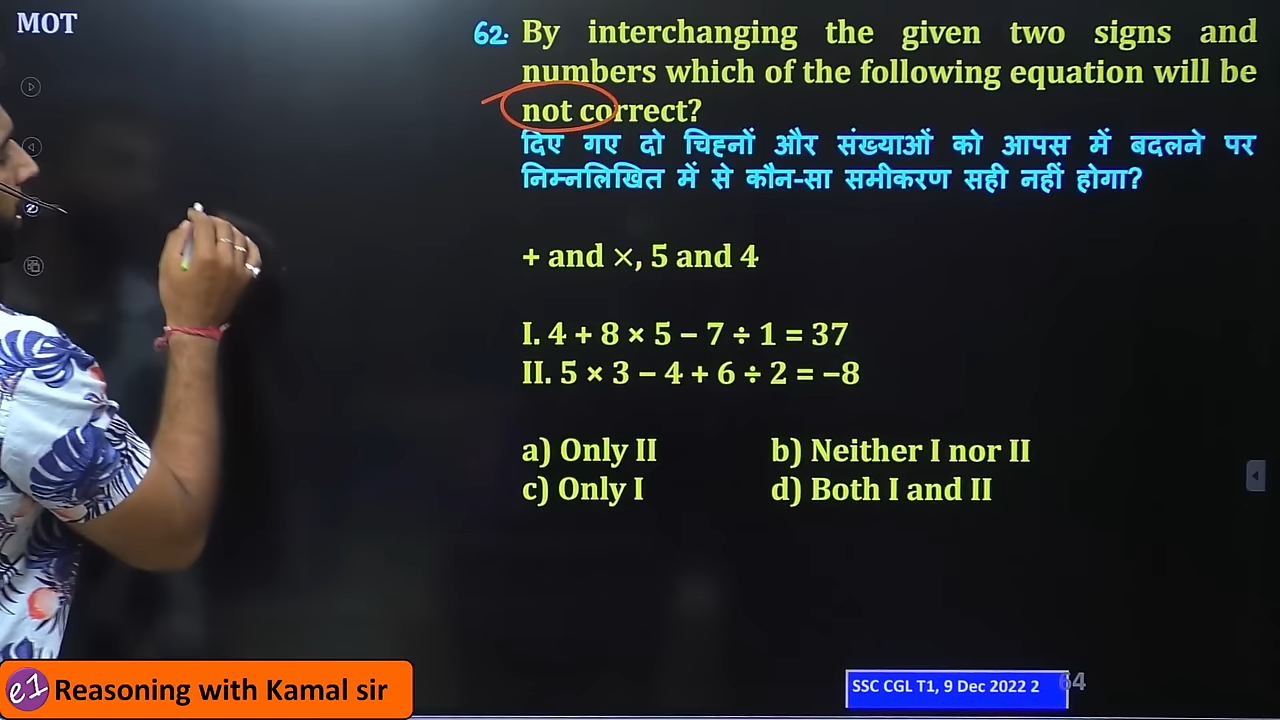 MOT
62. By interchanging the given two signs and
numbers which of the following equation will be
not correct?
दिए गए दो चिह्नों और संख्याओं को आपस में बदलने पर
निम्नलिखित में से कौन-सा समीकरण सही नहीं होगा?
+ and ×, 5 and 4
I. 4 + 8 × 5 – 7 ÷ 1 = 37
II. 5 × 3 – 4 + 6 ÷ 2 = –8
a) Only II b) Neither I nor II
c) Only I d) Both I and II
e1 Reasoning with Kamal sir
SSC CGL T1, 9 Dec 2022 2 64